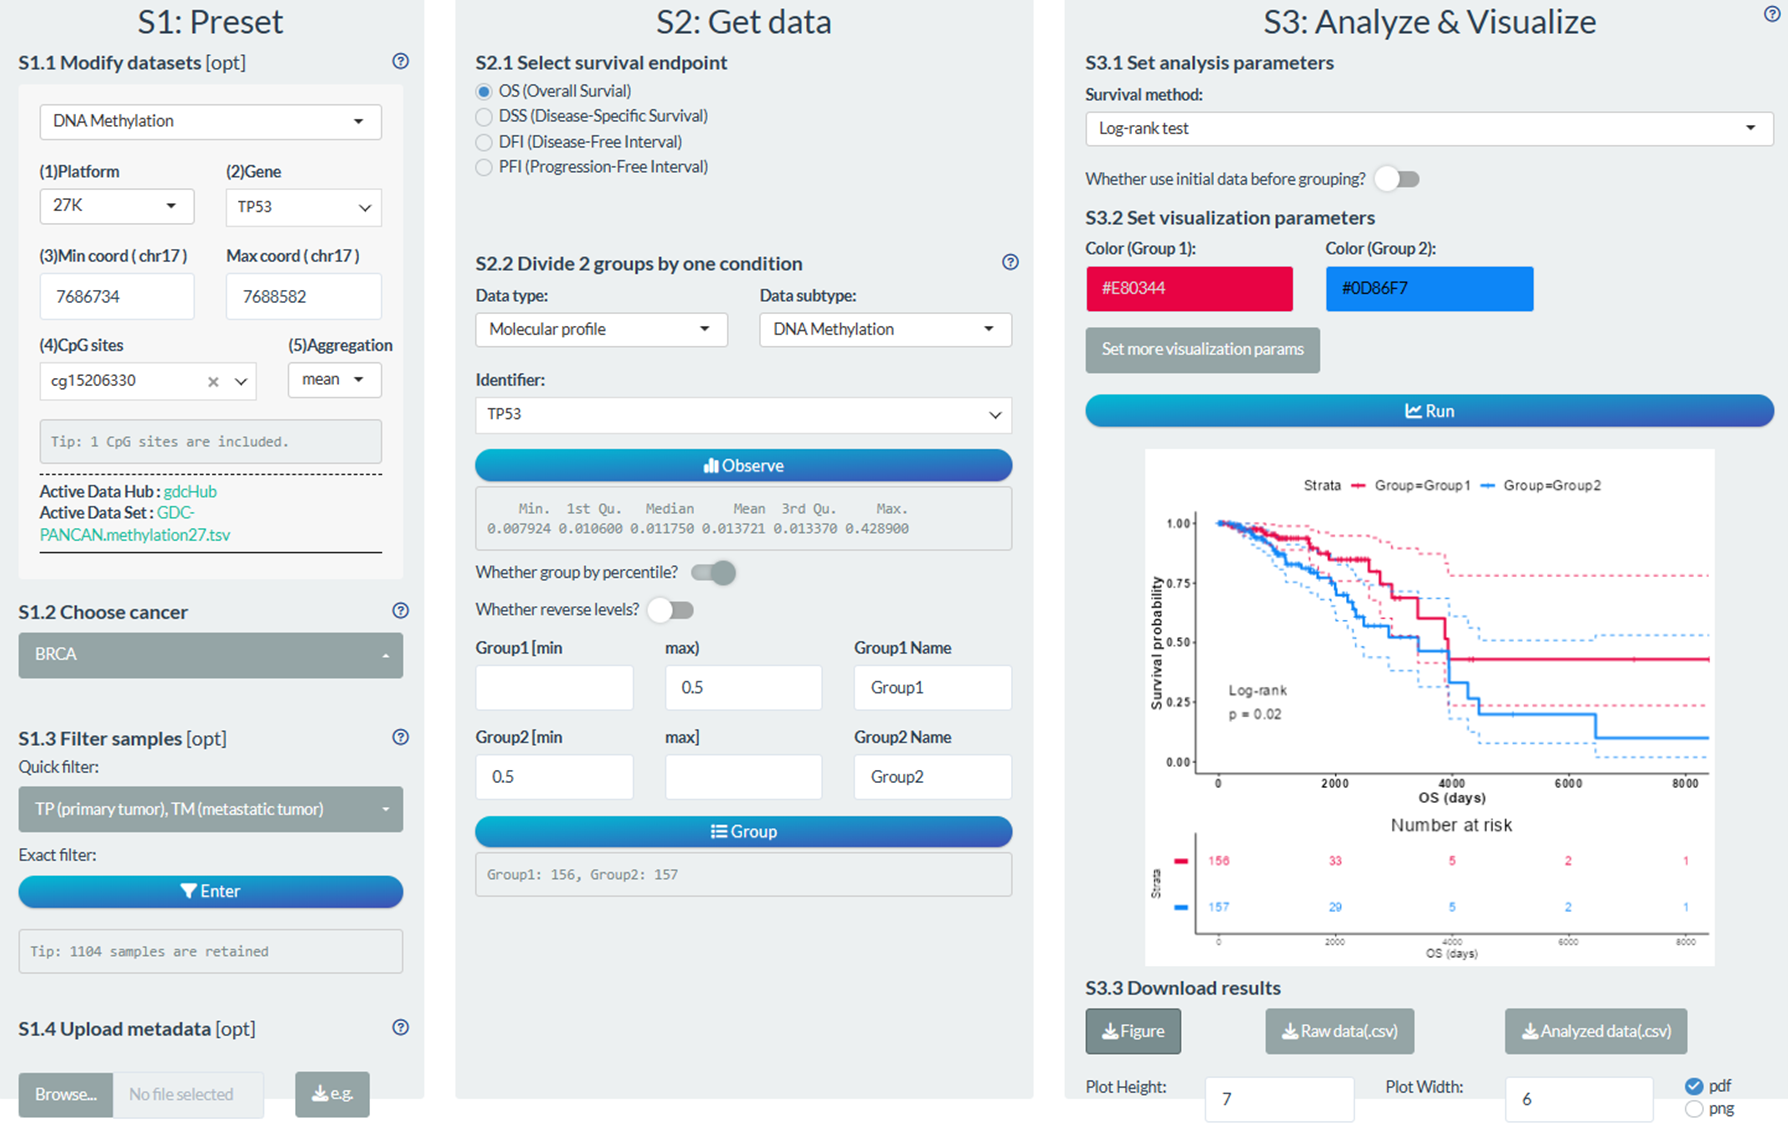 S1: Preset
S1.1 Modify datasets [opt]
DNA Methylation
(1)Platform
(2)Gene
27K
TP53
(3)Min coord ( chr17 )
Max coord ( chr17 )
7686734
7688582
(4)CpG sites
(5)Aggregation
cg15206330
mean
Tip: 1 CpG sites are included.
Active Data Hub : gdcHub
Active Data Set : GDC-
PANCAN.methylation27.tsv
S1.2 Choose cancer
BRCA
S1.3 Filter samples [opt]
Quick filter:
TP (primary tumor), TM (metastatic tumor)
Exact filter:
Enter
Tip: 1104 samples are retained
S1.4 Upload metadata [opt]
Browse...
No file selected
e.g.
S2: Get data
S2.1 Select survival endpoint
OS (Overall Survial)
DSS (Disease-Specific Survival)
DFI (Disease-Free Interval)
PFI (Progression-Free Interval)
S2.2 Divide 2 groups by one condition
Data type:
Data subtype:
Molecular profile
DNA Methylation
Identifier:
TP53
Observe
Min. 1st Qu. Median Mean 3rd Qu. Max.
0.007924 0.010600 0.011750 0.013721 0.013370 0.428900
Whether group by percentile?
Whether reverse levels?
Group1 [min
max)
Group1 Name
0.5
Group1
Group2 [min
max]
Group2 Name
0.5
Group2
Group
Group1: 156, Group2: 157
S3: Analyze & Visualize
S3.1 Set analysis parameters
Survival method:
Log-rank test
Whether use initial data before grouping?
S3.2 Set visualization parameters
Color (Group 1):
Color (Group 2):
#E80344
#0D86F7
Set more visualization params
Run
Strata Group=Group1 Group=Group2
1.00
0.75
0.50
0.25
0.00
Survival probability
Log-rank
p = 0.02
0 2000 4000 6000 8000
OS (days)
Number at risk
Strata
156 33 5 2 1
157 29 5 2 1
0 2000 4000 6000 8000
OS (days)
S3.3 Download results
Figure
Raw data(.csv)
Analyzed data(.csv)
Plot Height:
7
Plot Width:
6
pdf
png